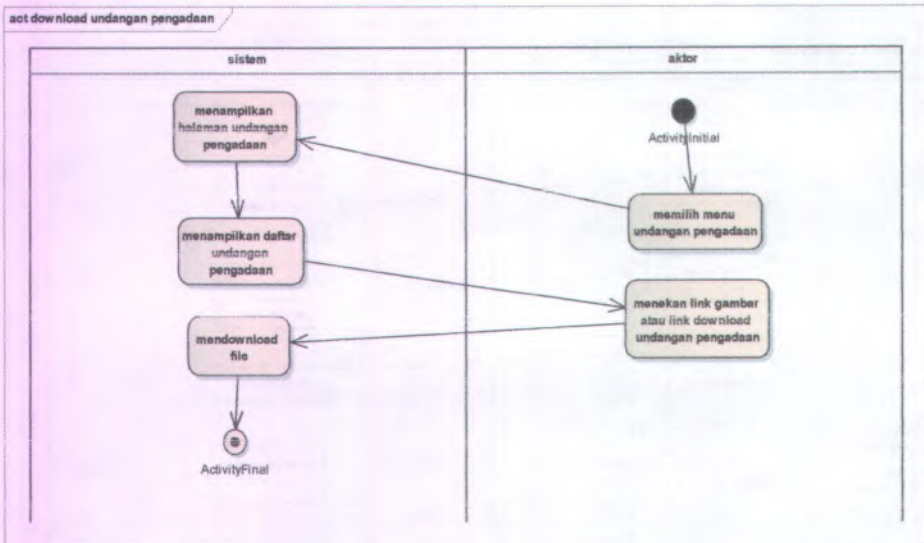 act download undangan pengadaan
sistem
aktor
ActivityInitial
memilih menu
undangan pengadaan
menampilkan
halaman undangan
pengadaan
menampilkan daftar
undangan
pengadaan
menekan link gambar
atau link download
undangan pengadaan
mendownload
file
ActivityFinal